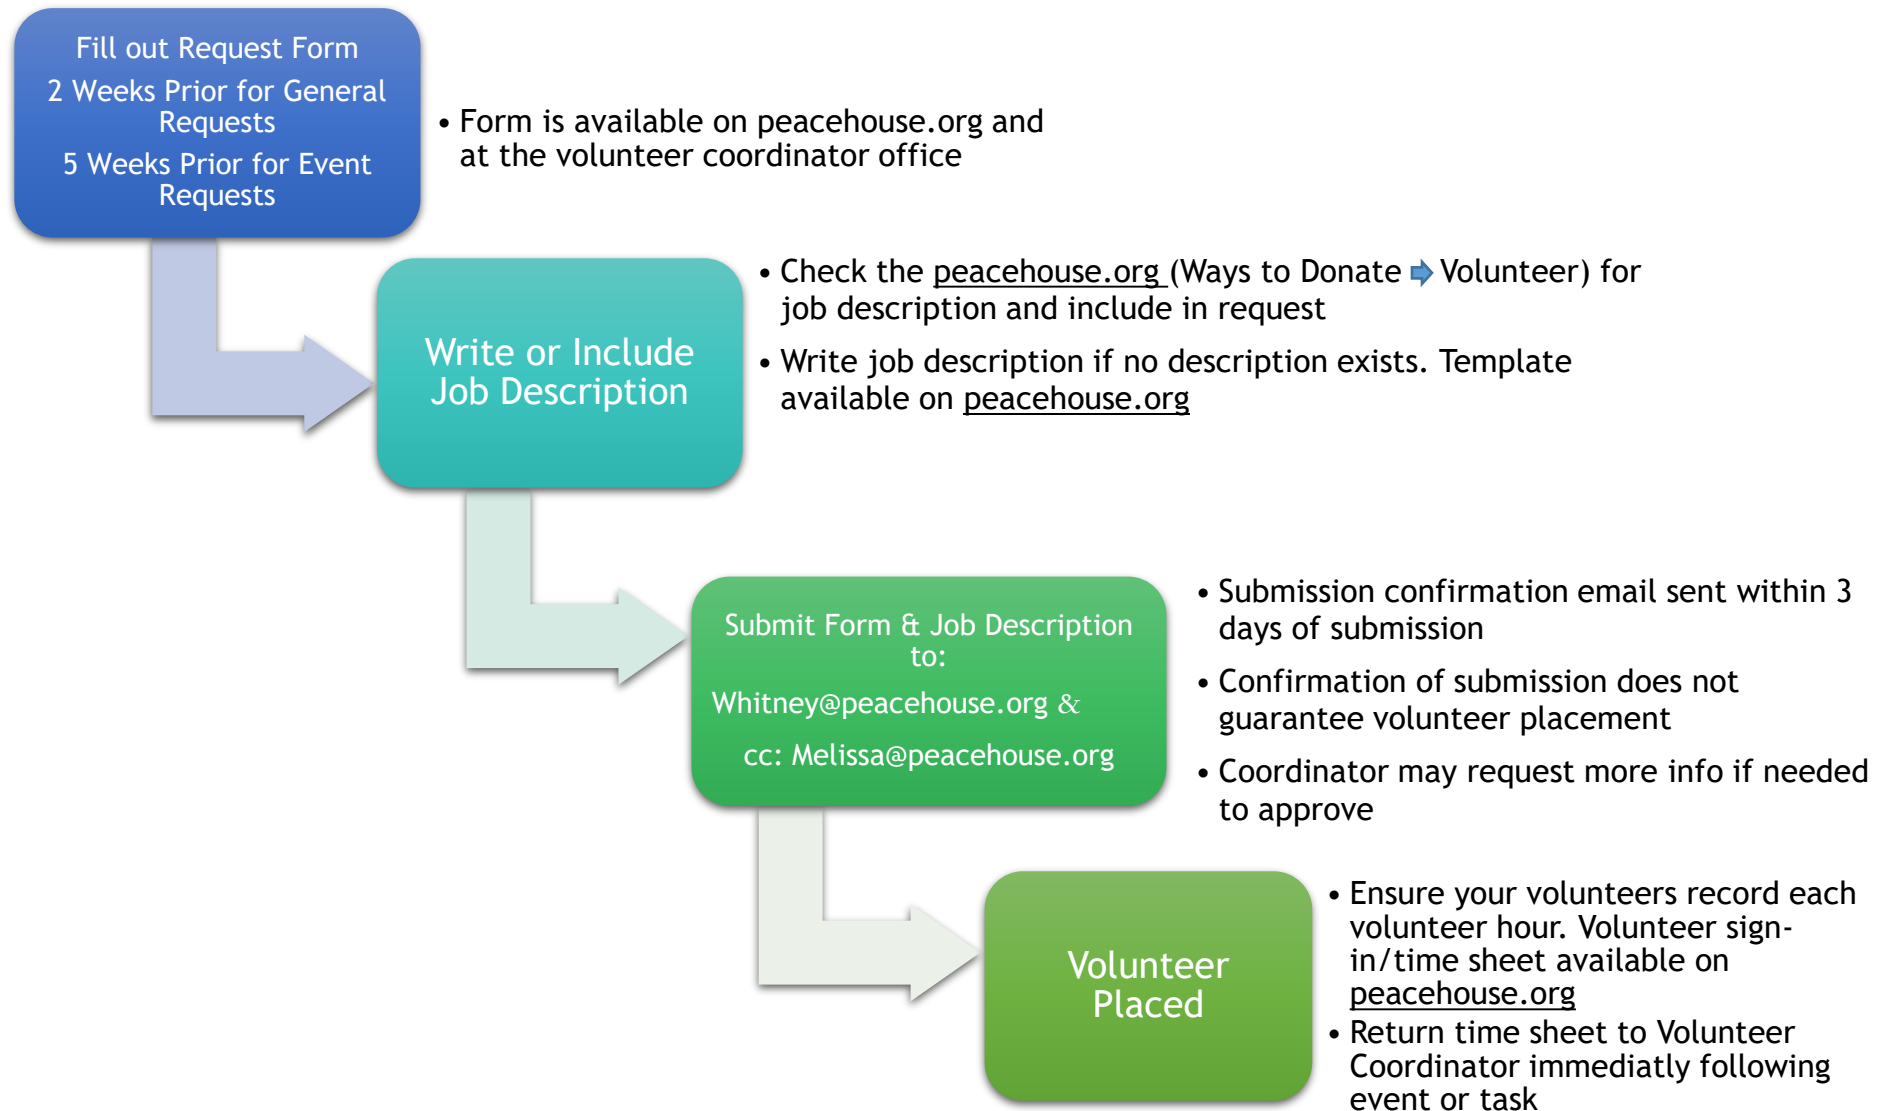 Fill out Request Form
2 Weeks Prior for General
Requests
5 Weeks Prior for Event
Requests
• Form is available on peacehouse.org and
at the volunteer coordinator office
Write or Include
Job Description
• Check the peacehouse.org (Ways to Donate Volunteer) for
job description and include in request
• Write job description if no description exists. Template
available on peacehouse.org
Submit Form & Job Description
to:
Whitney@peacehouse.org &
cc: Melissa@peacehouse.org
• Submission confirmation email sent within 3
days of submission
• Confirmation of submission does not
guarantee volunteer placement
• Coordinator may request more info if needed
to approve
Volunteer
Placed
• Ensure your volunteers record each
volunteer hour. Volunteer sign-
in/time sheet available on
peacehouse.org
• Return time sheet to Volunteer
Coordinator immediatly following
event or task